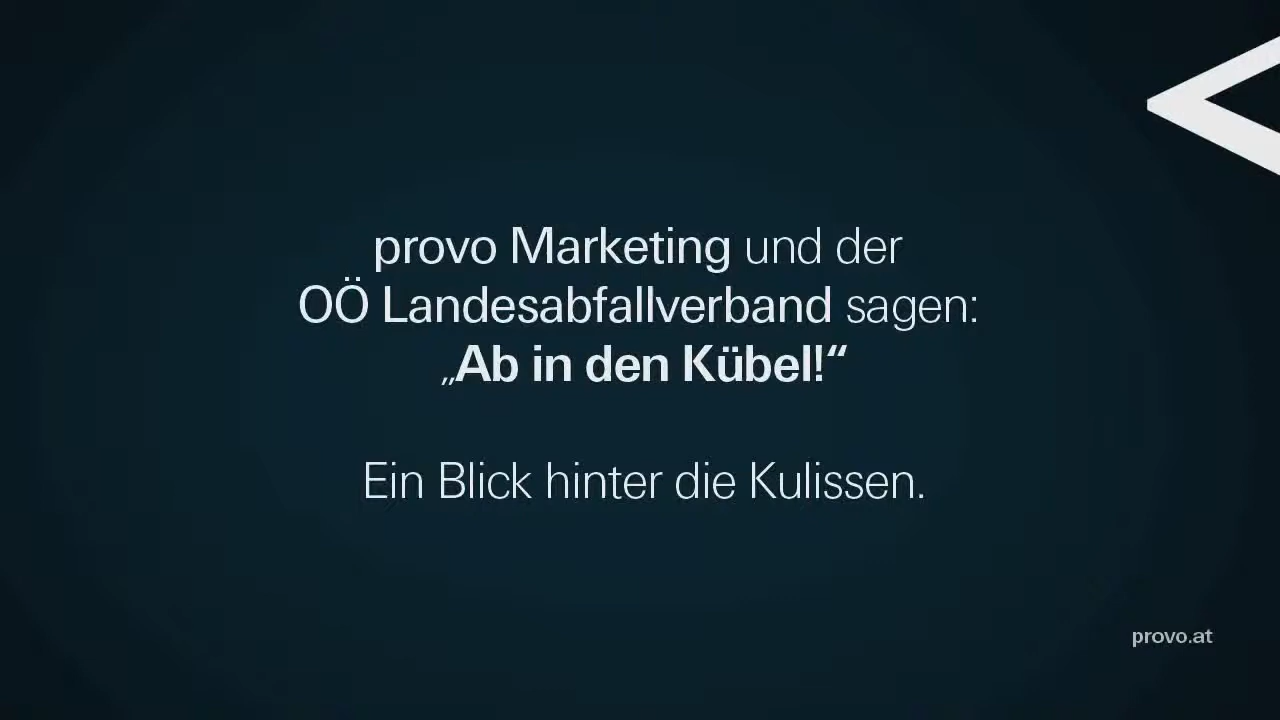 provo Marketing und der
OÖ Landesabfallverband sagen:
„Ab in den Kübel!“
Ein Blick hinter die Kulissen.
provo.at